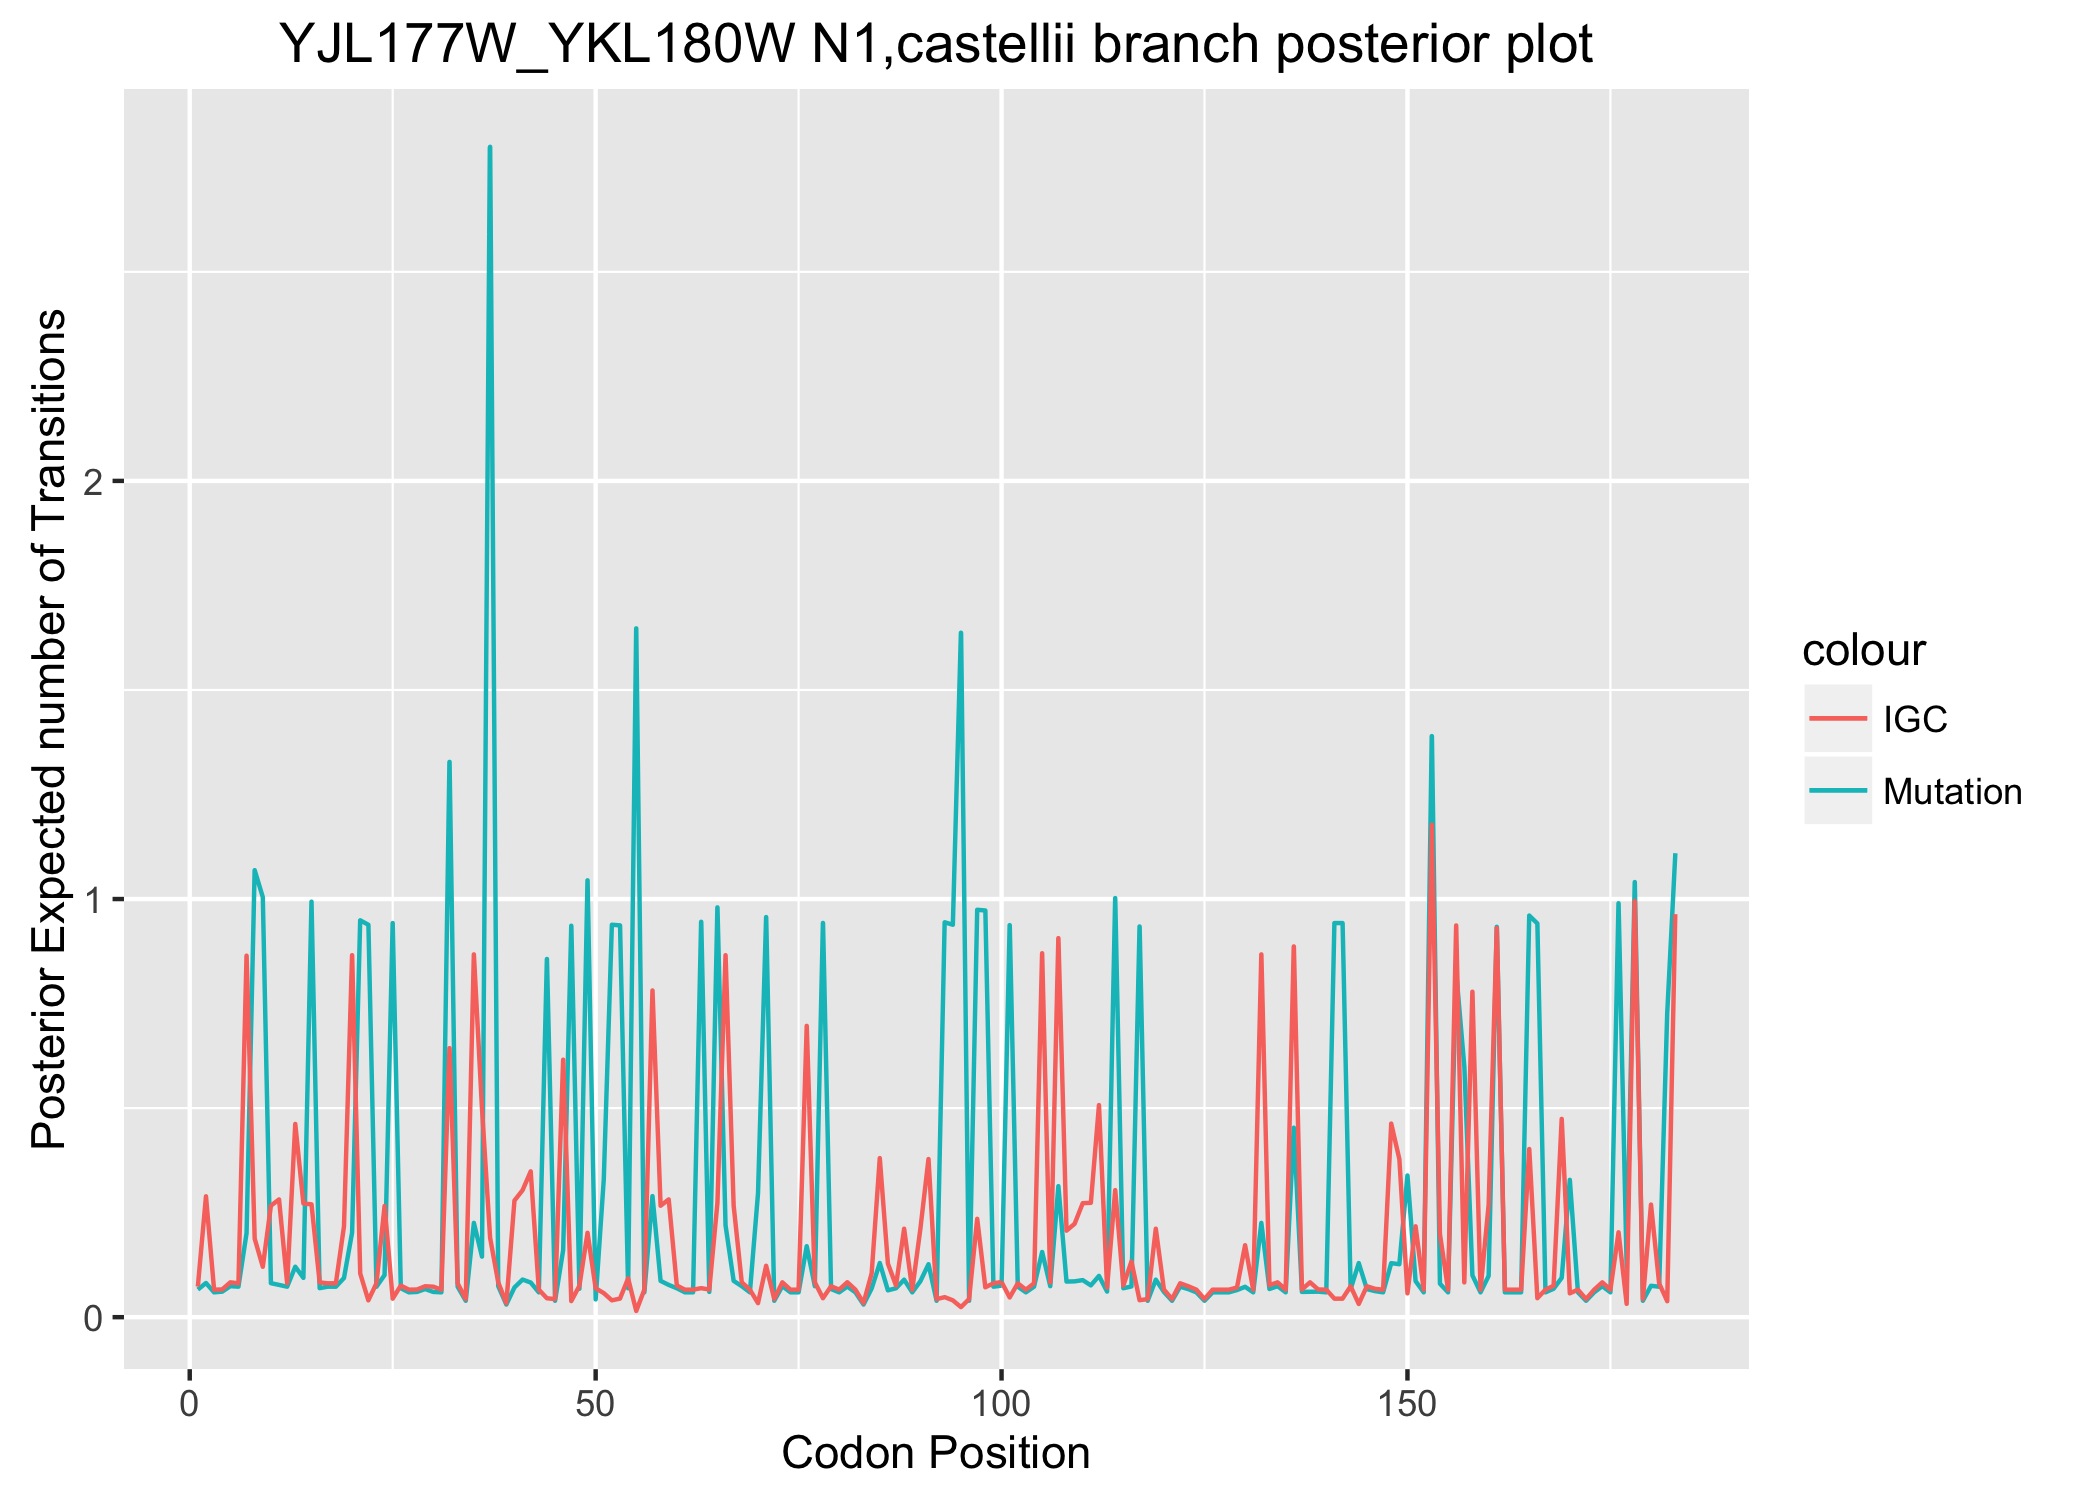 YJL177W_YKL180W N1,castellii branch posterior plot
Posterior Expected number of Transitions
2
1
0
0 50 100 150
Codon Position
colour
IGC
Mutation